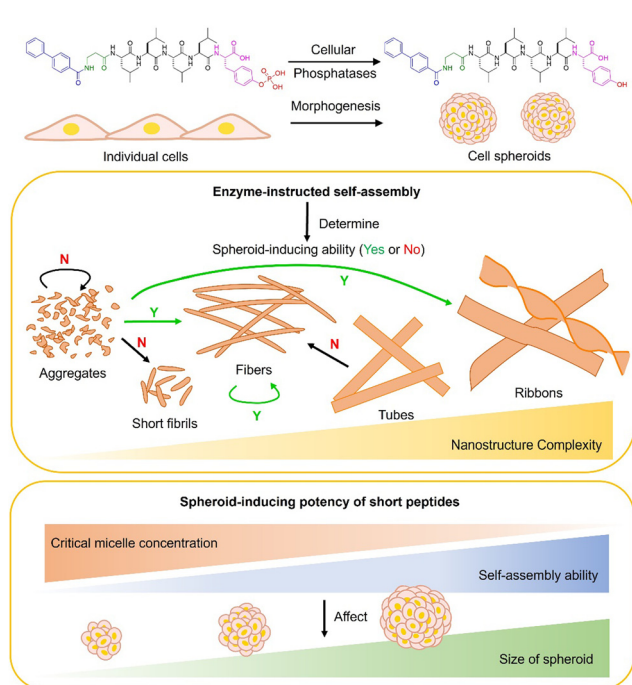 Cellular
Phosphatases
Morphogenesis
Individual cells
Cell spheroids
Enzyme-instructed self-assembly
Determine
Spheroid-inducing ability (Yes or No)
N
Y
Y
N
N
Aggregates
Fibers
Ribbons
Short fibrils
Y
Tubes
Nanostructure Complexity
Spheroid-inducing potency of short peptides
Critical micelle concentration
Self-assembly ability
Affect
Size of spheroid